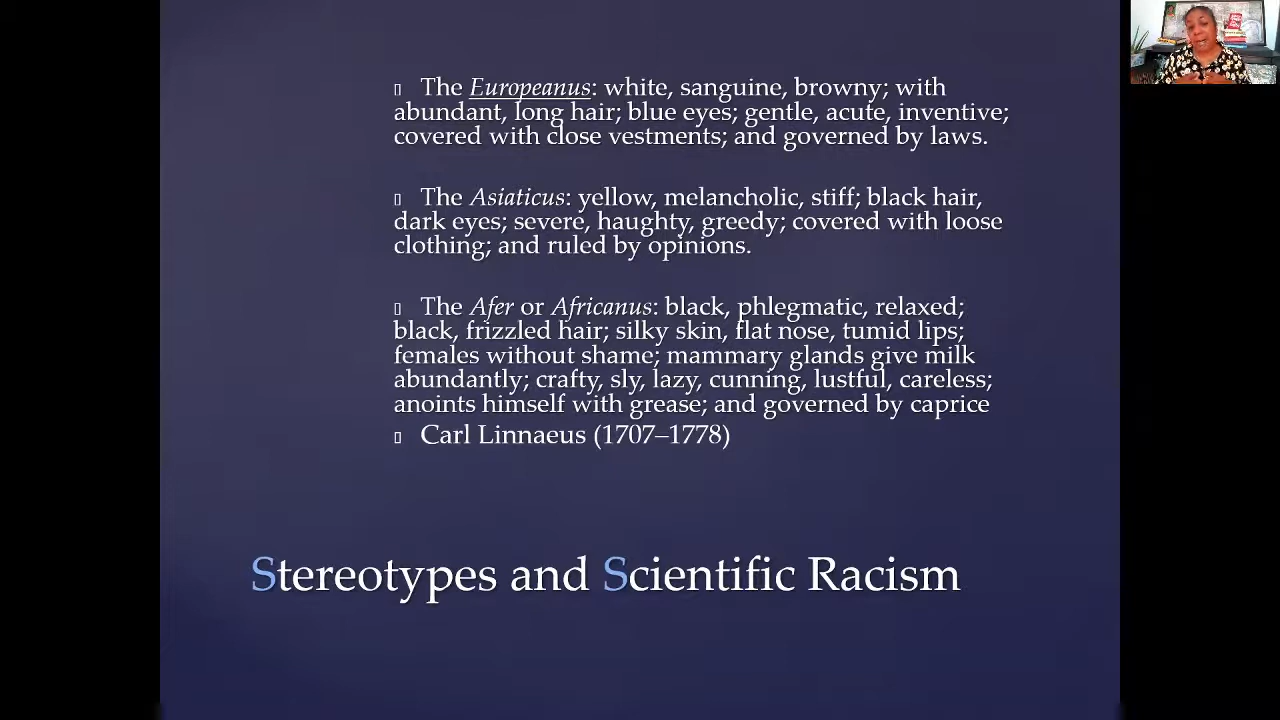 The Europeanus: white, sanguine, browny; with
abundant, long hair; blue eyes; gentle, acute, inventive;
covered with close vestments; and governed by laws.
The Asiaticus: yellow, melancholic, stiff; black hair,
dark eyes; severe, haughty, greedy; covered with loose
clothing; and ruled by opinions.
The Afer or Africanus: black, phlegmatic, relaxed;
black, frizzled hair; silky skin, flat nose, tumid lips;
females without shame; mammary glands give milk
abundantly; crafty, sly, lazy, cunning, lustful, careless;
anoints himself with grease; and governed by caprice
Carl Linnaeus (1707–1778)
Stereotypes and Scientific Racism